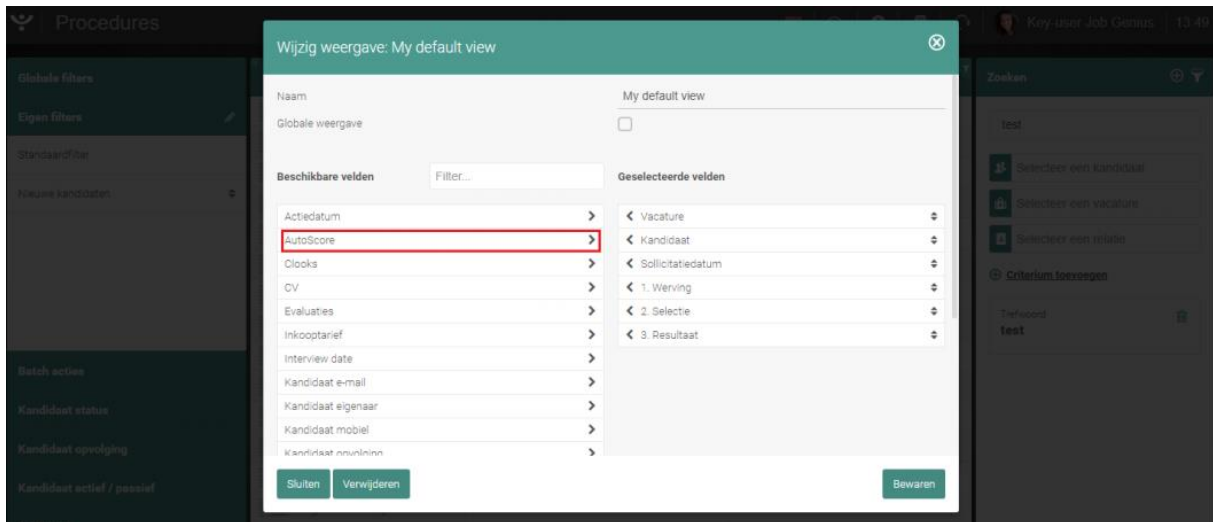 Procedures
Key-user Job Genius
13:49
Globale filters
Eigen filters
Standaardfilter
Nieuwe kandidaten
Batch acties
Kandidaat status
Kandidaat opvolging
Kandidaat actief / passief
Wijzig weergave: My default view
Naam
My default view
Globale weergave
Beschikbare velden
Filter...
Geselecteerde velden
Actiedatum
AutoScore
Clooks
CV
Evaluaties
Inkooptarief
Interview date
Kandidaat e-mail
Kandidaat eigenaar
Kandidaat mobiel
Kandidaat opvolging
Vacature
Kandidaat
Sollicitatiedatum
1. Werving
2. Selectie
3. Resultaat
Sluiten
Verwijderen
Bewaren
Zoeken
test
Selecteer een kandidaat
Selecteer een vacature
Selecteer een relatie
Criterium toevoegen
Trefwoord
test